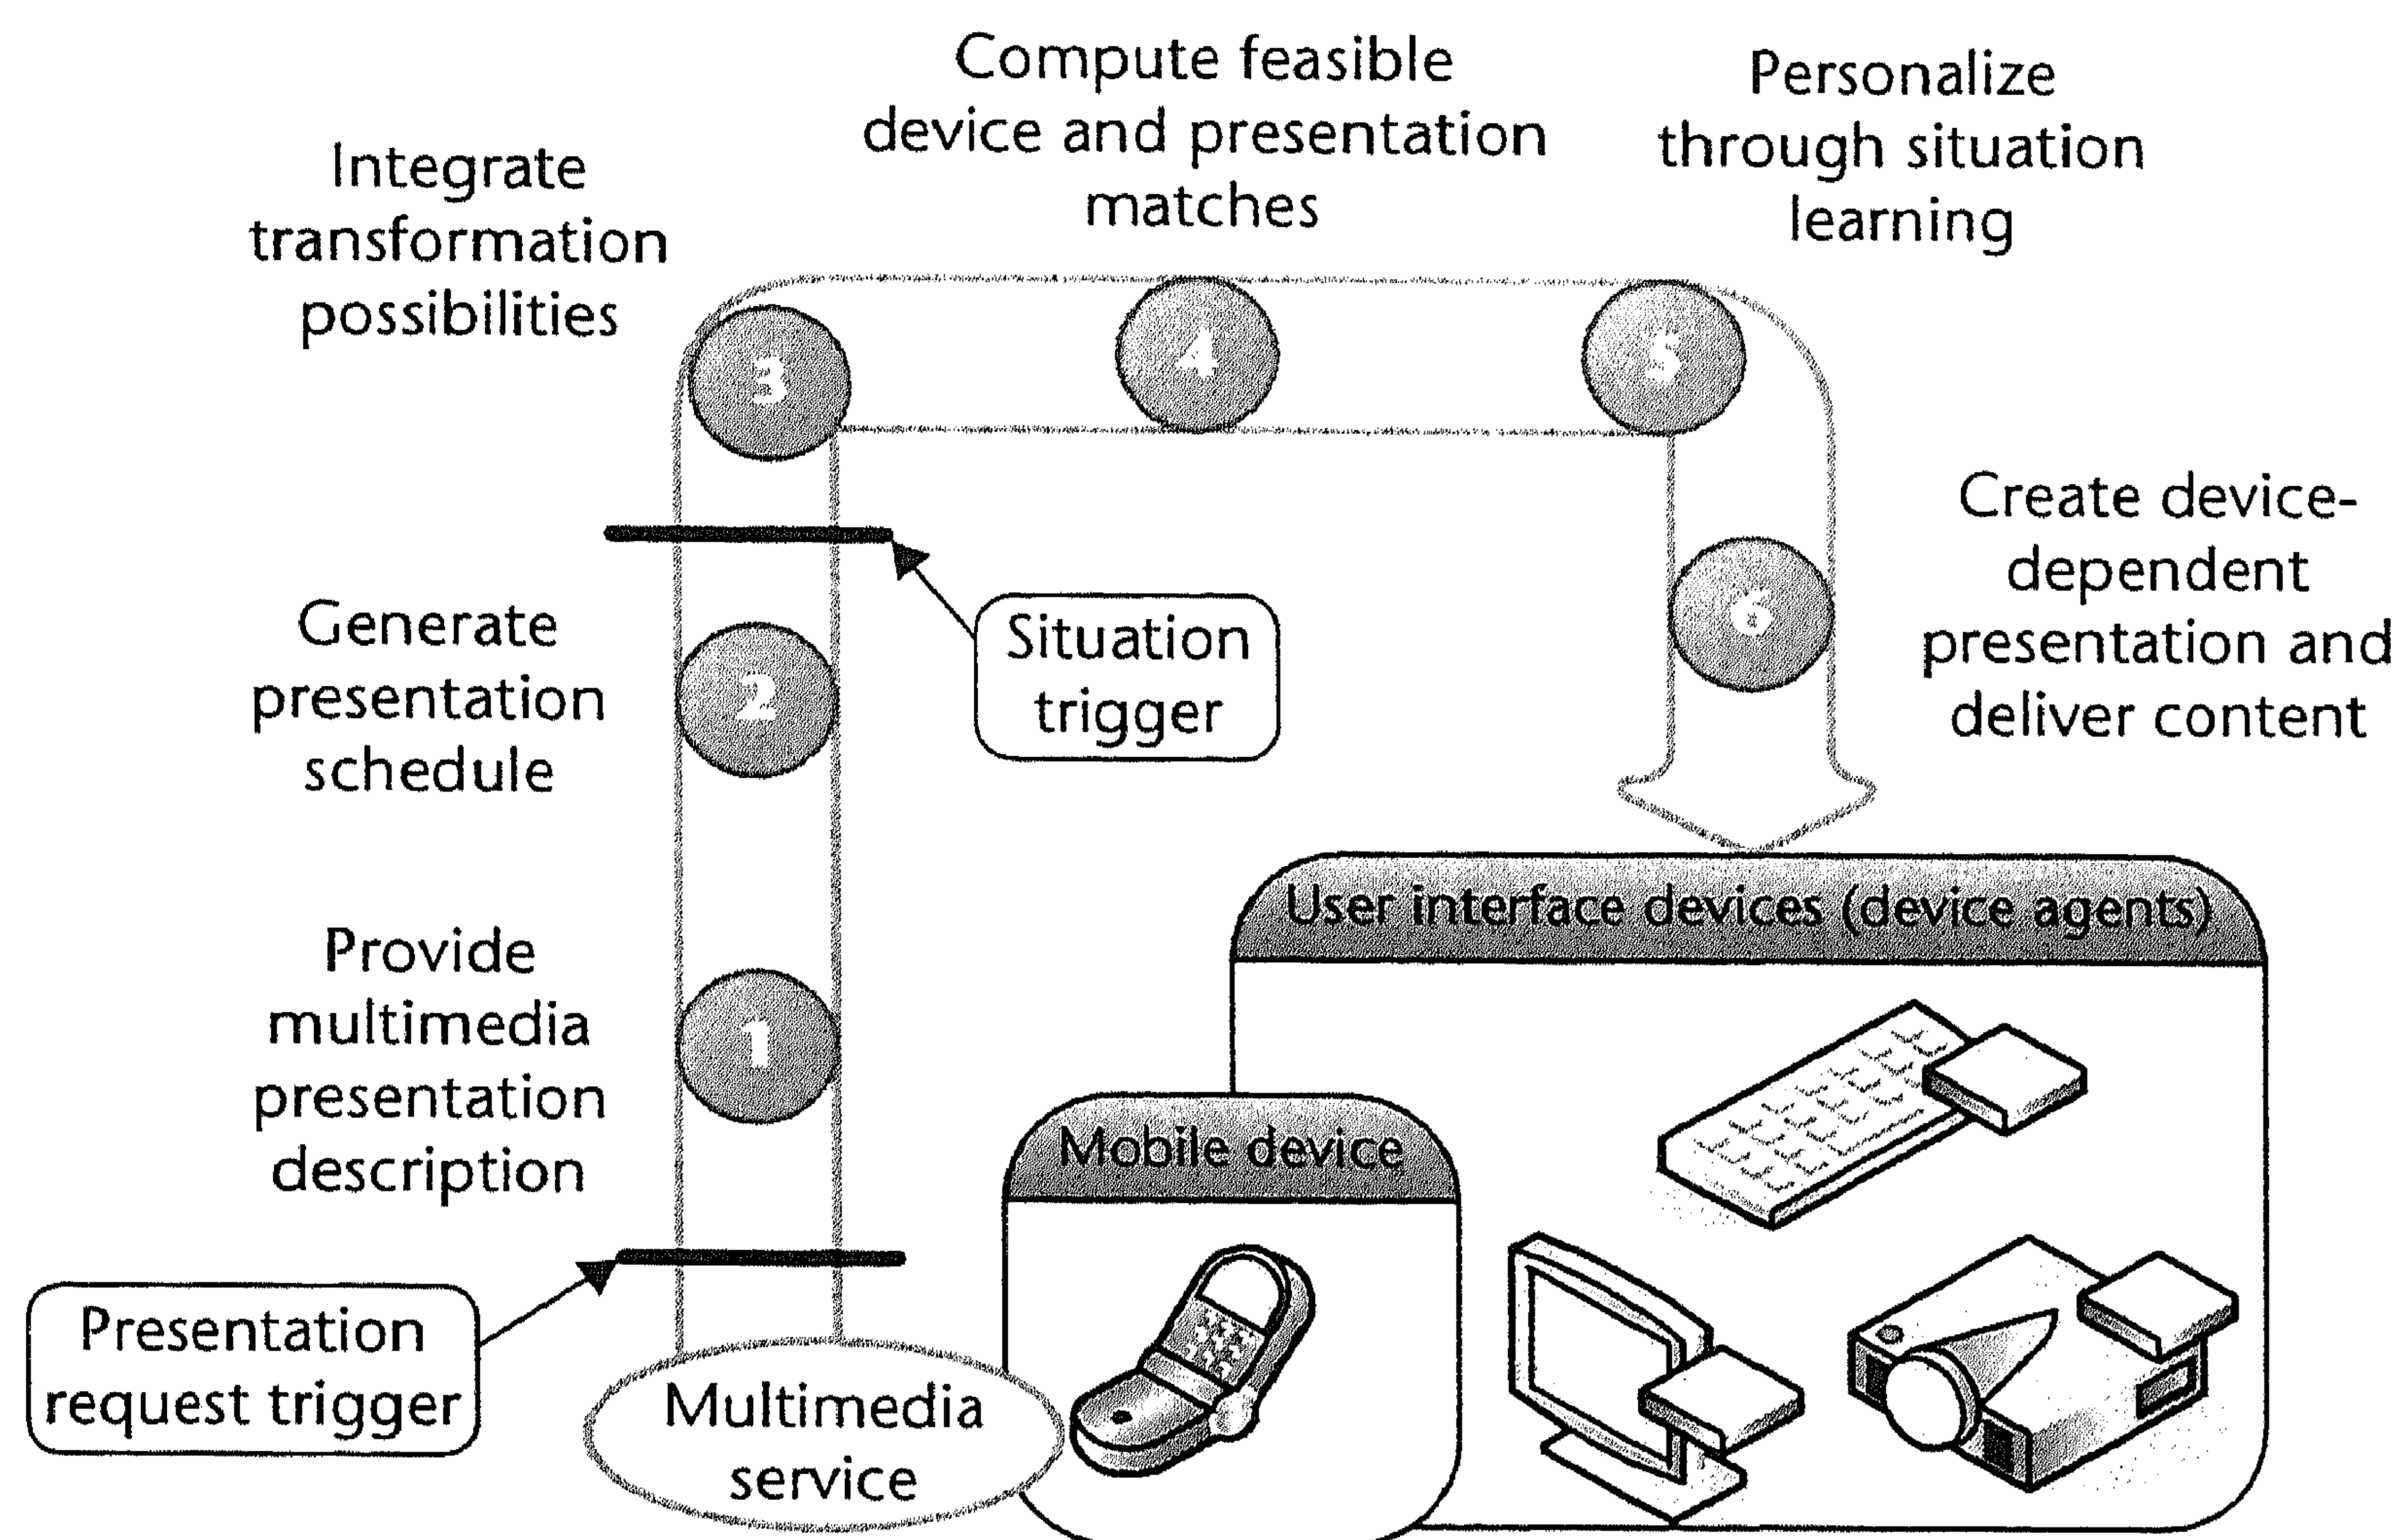 Compute feasible
device and presentation
matches
Personalize
through situation
learning
Integrate
transformation
possibilities
3
4
5
Create device-
dependent
presentation and
deliver content
6
Situation
trigger
Generate
presentation
schedule
2
User interface devices (device agents)
Provide
multimedia
presentation
description
1
Mobile device
Presentation
request trigger
Multimedia
service